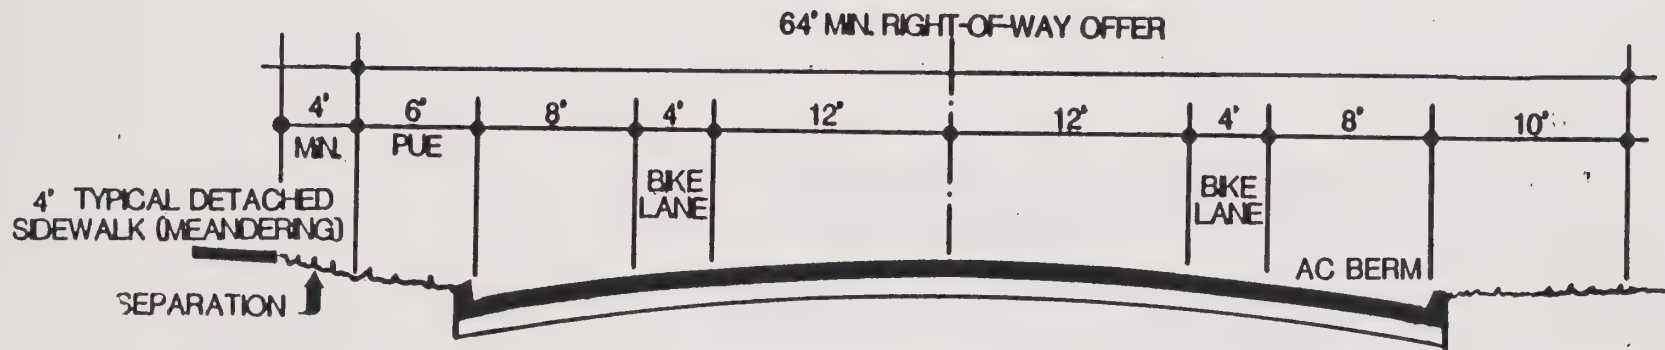 64' MIN. RIGHT-OF-WAY OFFER
4' 6' 8' 4' 12' 12' 4' 8' 10'
MIN. PUE
BIKE
LANE
BIKE
LANE
4' TYPICAL DETACHED
SIDEWALK (MEANDERING)
AC BERM
SEPARATION